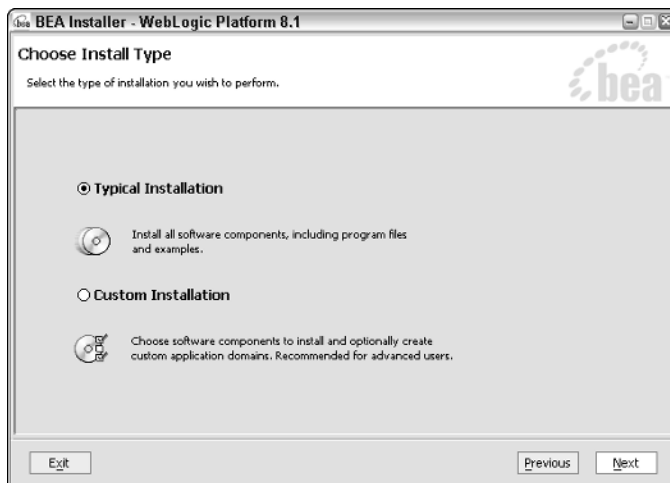 bea BEA Installer - WebLogic Platform 8.1
Choose Install Type
Select the type of installation you wish to perform.
bea
Typical Installation
Install all software components, including program files
and examples.
Custom Installation
Choose software components to install and optionally create
custom application domains. Recommended for advanced users.
Exit
Previous
Next